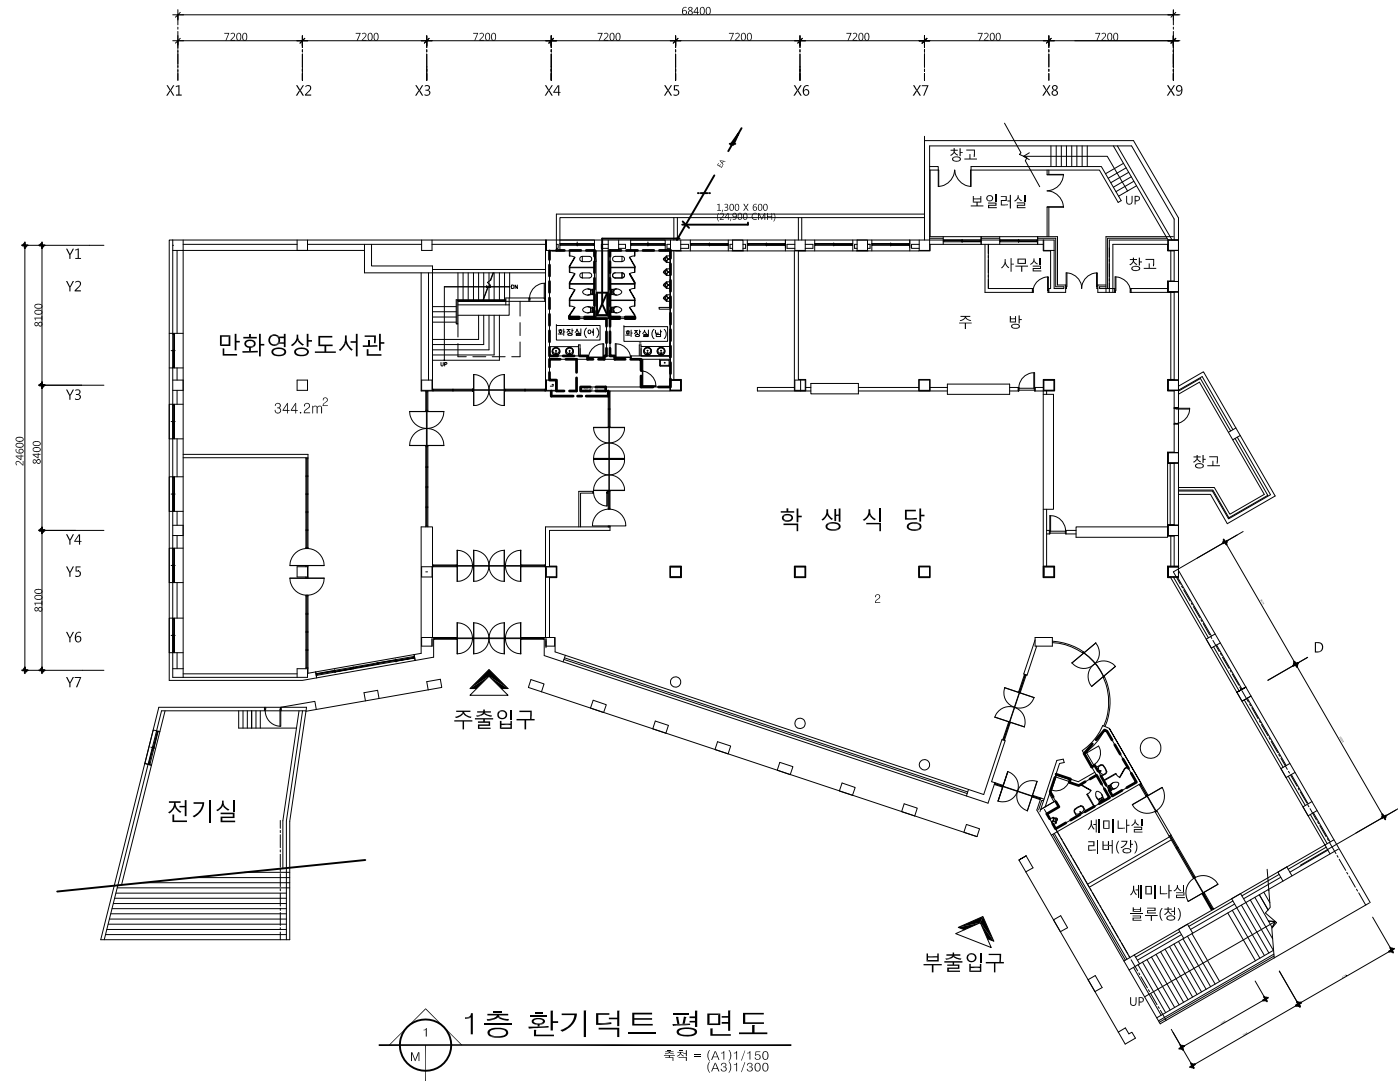 68400
7200 7200 7200 7200 7200 7200 7200 7200
X1 X2 X3 X4 X5 X6 X7 X8 X9
EA
1,300 X 600
(24,900 CMH)
창고
보일러실
UP
사무실
창고
Y1
Y2
Y3
Y4
Y5
Y6
Y7
24600
8100
8400
8100
만화영상도서관
344.2m²
DN
UP
화장실(여)
화장실(남)
주 방
창고
학 생 식 당
2
D
주출입구
전기실
세미나실
리버(강)
세미나실
블루(청)
부출입구
UP
1
M
1층 환기덕트 평면도
축척 = (A1)1/150
(A3)1/300